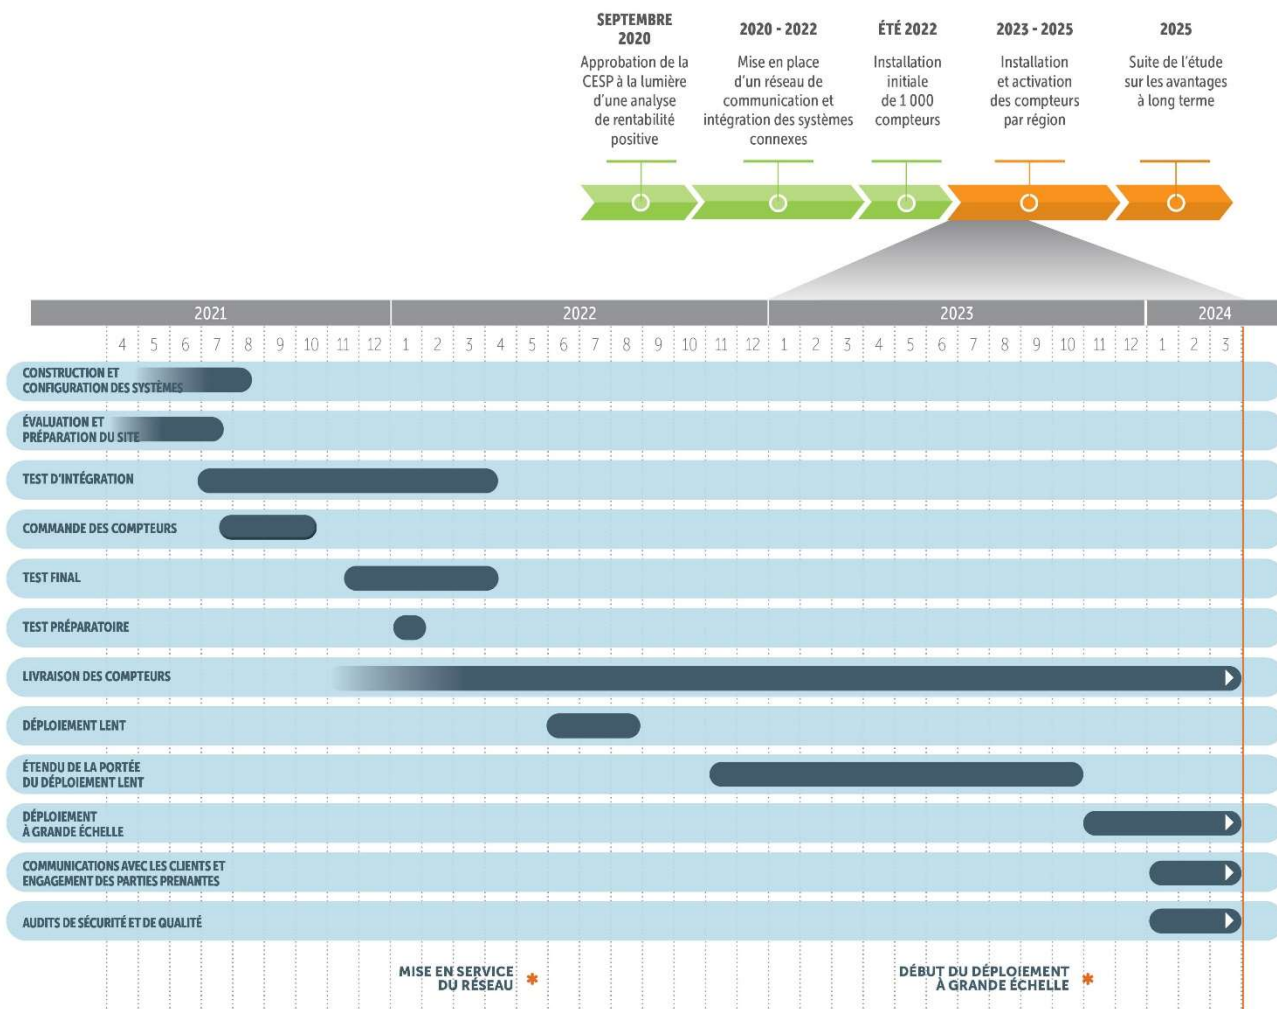 SEPTEMBRE
2020
Approbation de la
CESP à la lumière
d'une analyse
de rentabilité
positive
2020 - 2022
Mise en place
d'un réseau de
communication et
intégration des systèmes
connexes
ÉTÉ 2022
Installation
initiale
de 1 000
compteurs
2023 - 2025
Installation
et activation
des compteurs
par région
2025
Suite de l'étude
sur les avantages
à long terme
2021 2022 2023 2024
4 5 6 7 8 9 10 11 12 1 2 3 4 5 6 7 8 9 10 11 12 1 2 3 4 5 6 7 8 9 10 11 12 1 2 3
CONSTRUCTION ET
CONFIGURATION DES SYSTÈMES
ÉVALUATION ET
PRÉPARATION DU SITE
TEST D'INTÉGRATION
COMMANDE DES COMPTEURS
TEST FINAL
TEST PRÉPARATOIRE
LIVRAISON DES COMPTEURS
DÉPLOIEMENT LENT
ÉTENDU DE LA PORTÉE
DU DÉPLOIEMENT LENT
DÉPLOIEMENT
À GRANDE ÉCHELLE
COMMUNICATIONS AVEC LES CLIENTS ET
ENGAGEMENT DES PARTIES PRENANTES
AUDITS DE SÉCURITÉ ET DE QUALITÉ
MISE EN SERVICE
DU RÉSEAU *
DÉBUT DU DÉPLOIEMENT
À GRANDE ÉCHELLE *